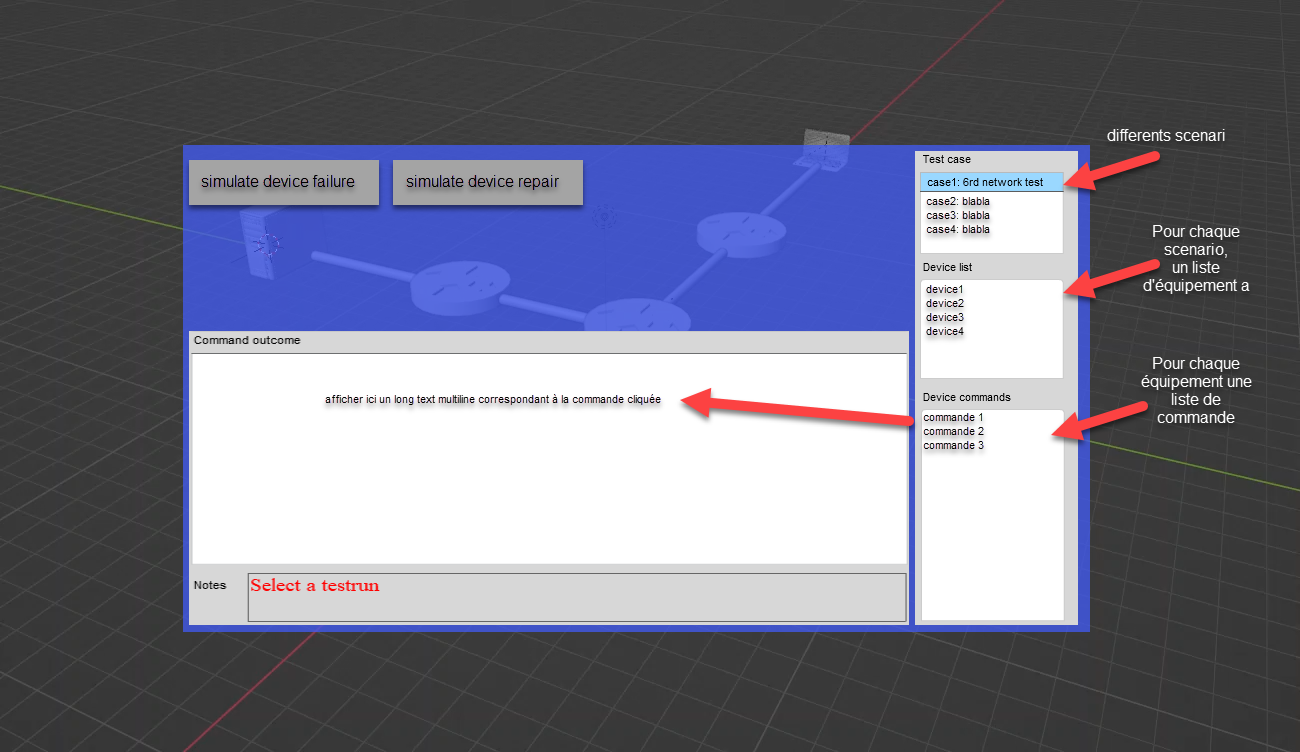 differents scenari
Test case
simulate device failure
simulate device repair
case1: 6rd network test
case2: blabla
case3: blabla
case4: blabla
Pour chaque
scenario,
un liste
d'équipement a
Device list
device1
device2
device3
device4
Command outcome
Pour chaque
équipement une
liste de
commande
Device commands
afficher ici un long text multiline correspondant à la commande cliquée
commande 1
commande 2
commande 3
Notes
Select a testrun